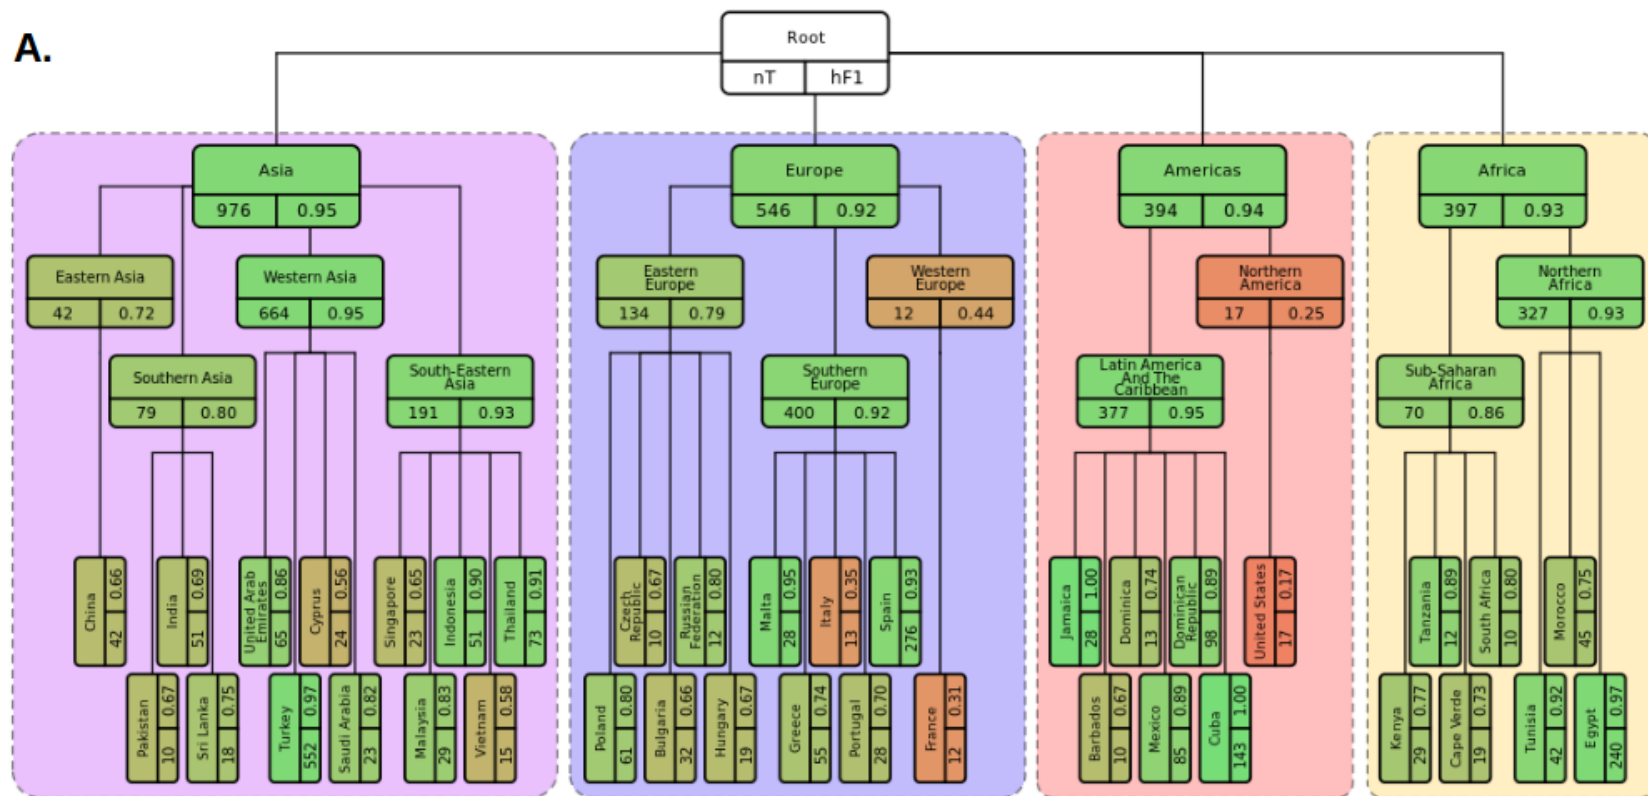 A.
Root
nT hF1
Asia
976 0.95
Europe
546 0.92
Americas
394 0.94
Africa
397 0.93
Eastern Asia
42 0.72
Western Asia
664 0.95
Eastern
Europe
134 0.79
Western
Europe
12 0.44
Northern
America
17 0.25
Northern
Africa
327 0.93
Southern Asia
79 0.80
South-Eastern
Asia
191 0.93
Southern
Europe
400 0.92
Latin America
And The
Caribbean
377 0.95
Sub-Saharan
Africa
70 0.86
China
42 0.66
India
51 0.69
United Arab
Emirates
65 0.86
Cyprus
24 0.56
Singapore
23 0.65
Indonesia
51 0.90
Thailand
73 0.91
Czech
Republic
10 0.67
Russian
Federation
12 0.80
Malta
28 0.95
Italy
13 0.35
Spain
276 0.93
Jamaica
28 1.00
Dominica
13 0.74
Dominican
Republic
98 0.89
United States
17 0.17
Tanzania
12 0.89
South Africa
10 0.80
Morocco
45 0.75
Pakistan
10 0.67
Sri Lanka
18 0.75
Turkey
552 0.97
Saudi Arabia
23 0.82
Malaysia
29 0.83
Vietnam
15 0.58
Poland
61 0.80
Bulgaria
32 0.66
Hungary
19 0.67
Greece
55 0.74
Portugal
28 0.70
France
12 0.31
Barbados
10 0.67
Mexico
85 0.89
Cuba
143 1.00
Kenya
29 0.77
Cape Verde
19 0.73
Tunisia
42 0.92
Egypt
240 0.97